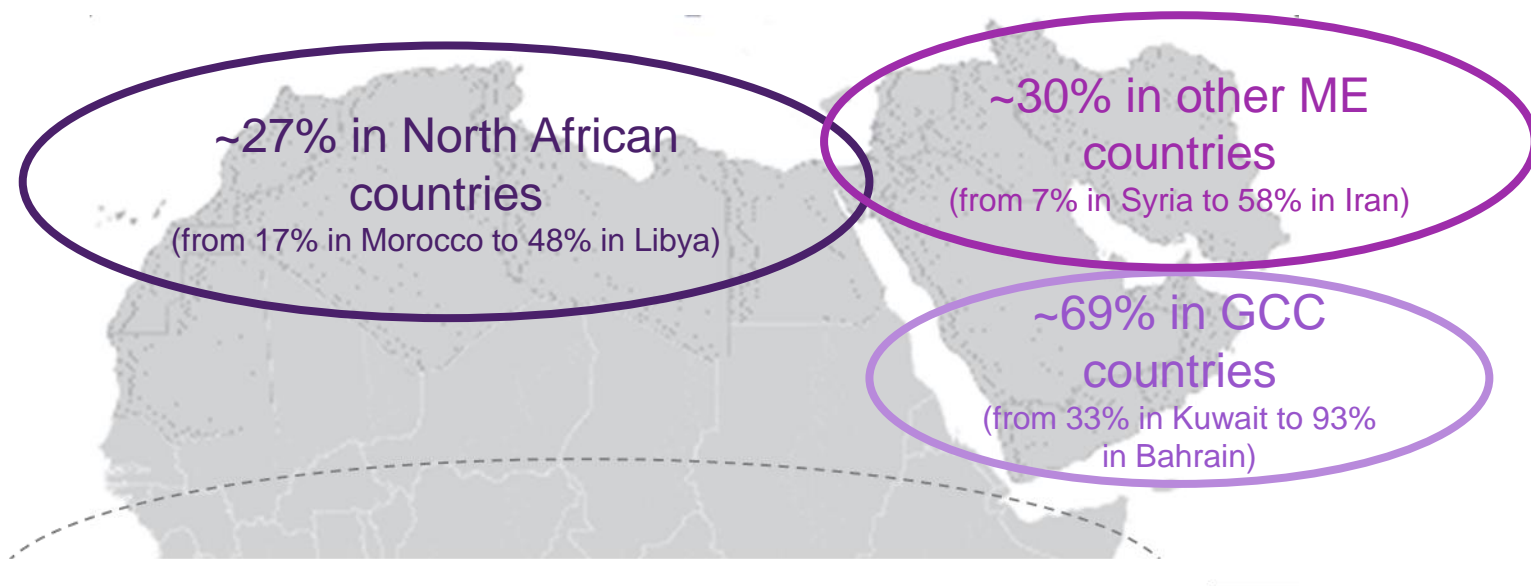 ~27% in North African
countries
(from 17% in Morocco to 48% in Libya)
~30% in other ME
countries
(from 7% in Syria to 58% in Iran)
~69% in GCC
countries
(from 33% in Kuwait to 93%
in Bahrain)